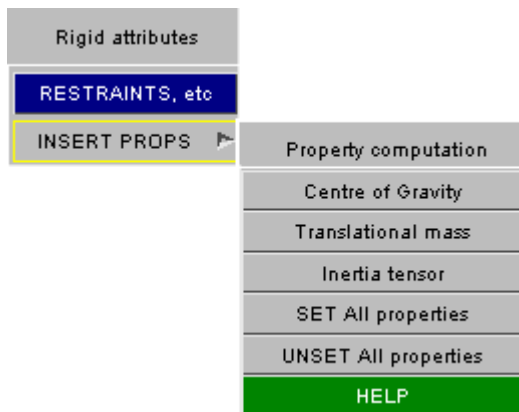 Rigid attributes
RESTRAINTS, etc
INSERT PROPS
Property computation
Centre of Gravity
Translational mass
Inertia tensor
SET All properties
UNSET All properties
HELP